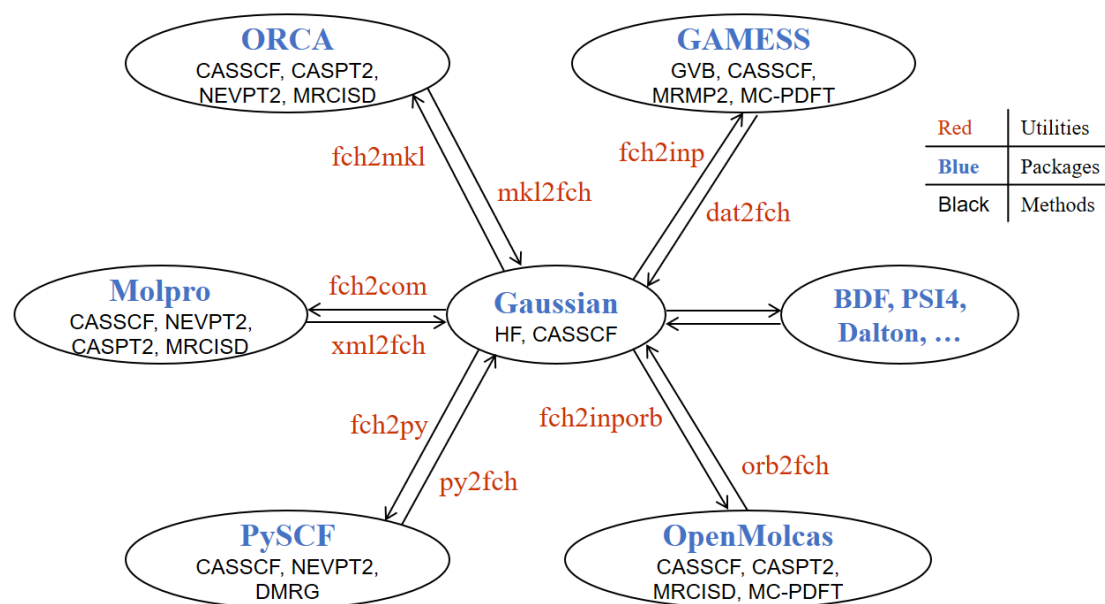 ORCA
CASSCF, CASPT2,
NEVPT2, MRCISD
GAMESS
GVB, CASSCF,
MRMP2, MC-PDFT
Red Utilities
Blue Packages
Black Methods
fch2mkl
mkl2fch
fch2inp
dat2fch
Molpro
CASSCF, NEVPT2,
CASPT2, MRCISD
fch2com
xml2fch
Gaussian
HF, CASSCF
BDF, PSI4,
Dalton, …
fch2py
py2fch
fch2inporb
orb2fch
PySCF
CASSCF, NEVPT2,
DMRG
OpenMolcas
CASSCF, CASPT2,
MRCISD, MC-PDFT